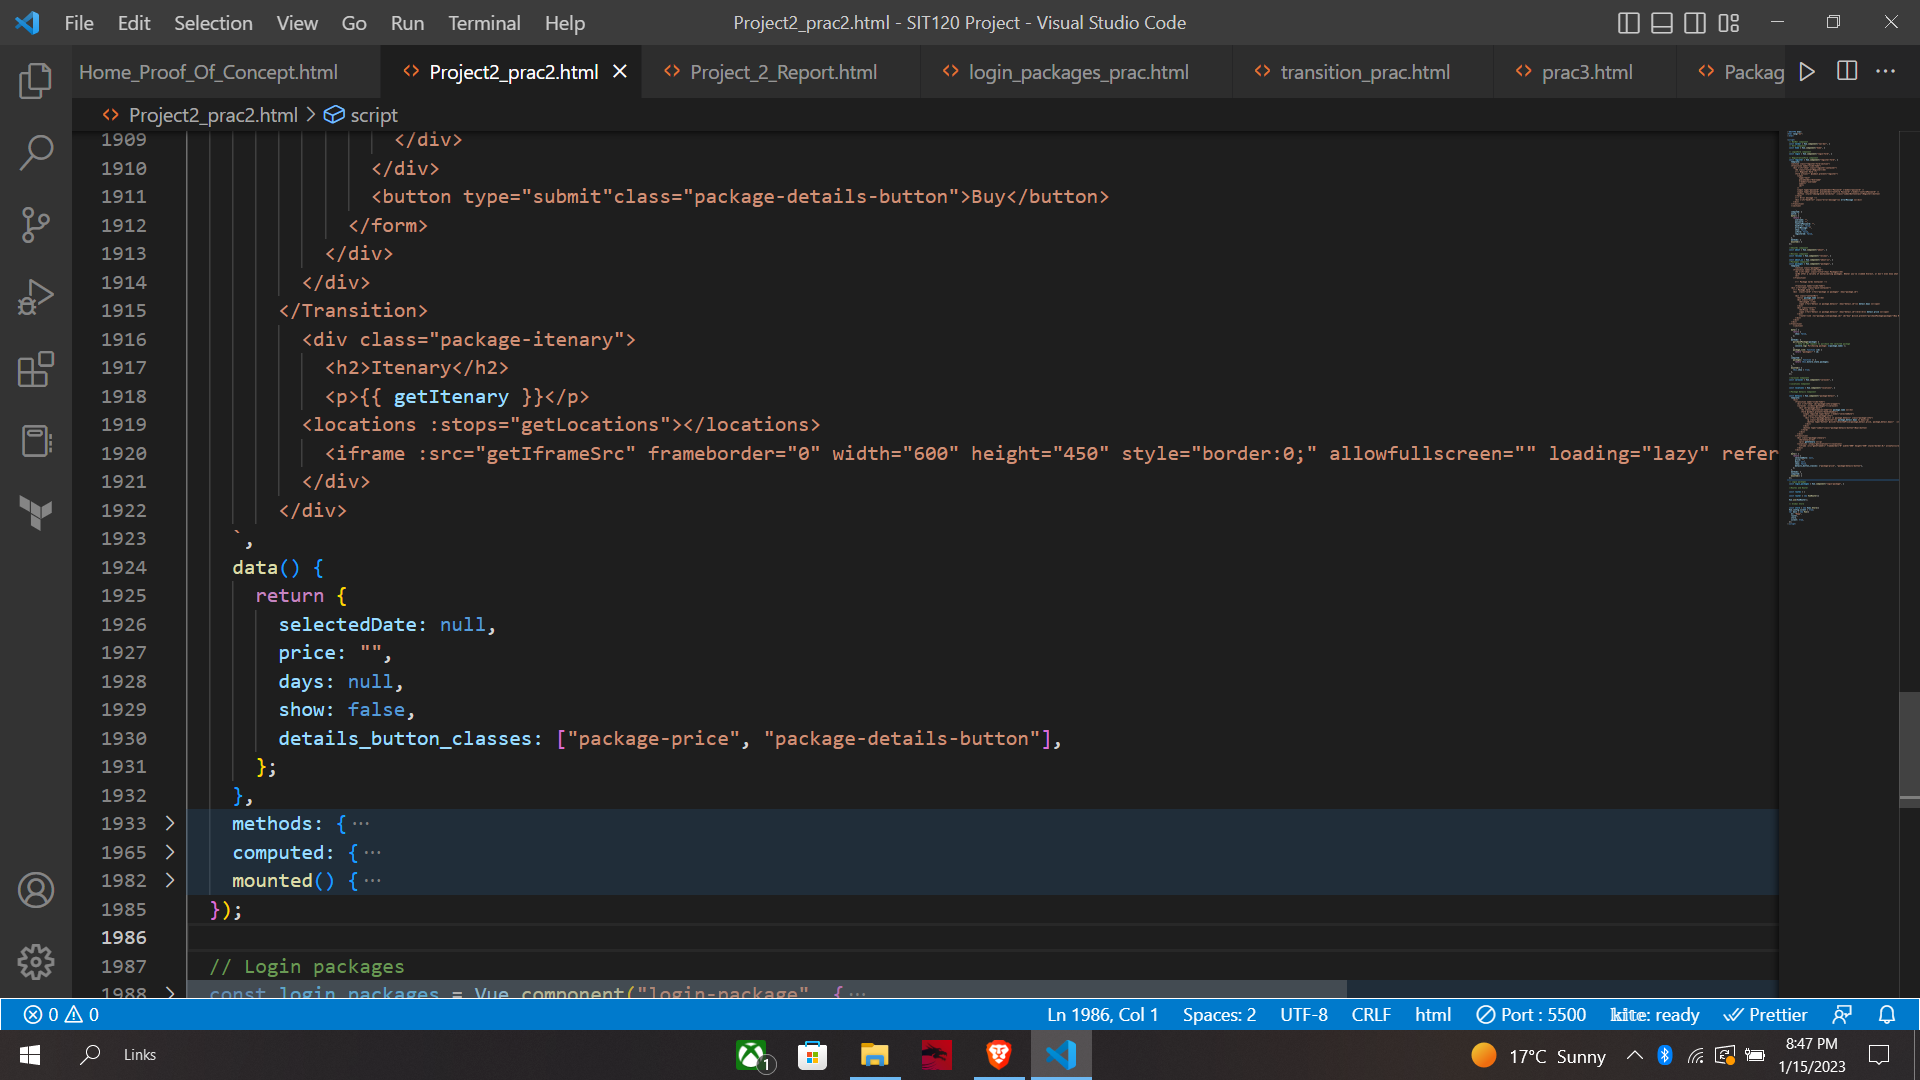 File Edit Selection View Go Run Terminal Help Project2_prac2.html - SIT120 Project - Visual Studio Code
Home_Proof_Of_Concept.html Project2_prac2.html Project_2_Report.html login_packages_prac.html transition_prac.html prac3.html Packag
Project2_prac2.html > script
1909 </div>
1910 </div>
1911 <button type="submit"class="package-details-button">Buy</button>
1912 </form>
1913 </div>
1914 </div>
1915 </Transition>
1916 <div class="package-itenary">
1917 <h2>Itenary</h2>
1918 <p>{{ getItenary }}</p>
1919 <locations :stops="getLocations"></locations>
1920 <iframe :src="getIframeSrc" frameborder="0" width="600" height="450" style="border:0;" allowfullscreen="" loading="lazy" refer
1921 </div>
1922 </div>
1923 `,
1924 data() {
1925 return {
1926 selectedDate: null,
1927 price: "",
1928 days: null,
1929 show: false,
1930 details_button_classes: ["package-price", "package-details-button"],
1931 };
1932 },
1933 methods: {···
1965 computed: {···
1982 mounted() {···
1985 });
1986
1987 // Login packages
1988 const login_packages = Vue.component("login-package", {···
0 0 Ln 1986, Col 1 Spaces: 2 UTF-8 CRLF html Port : 5500 kite: ready Prettier
Links 1 17°C Sunny 8:47 PM
1/15/2023